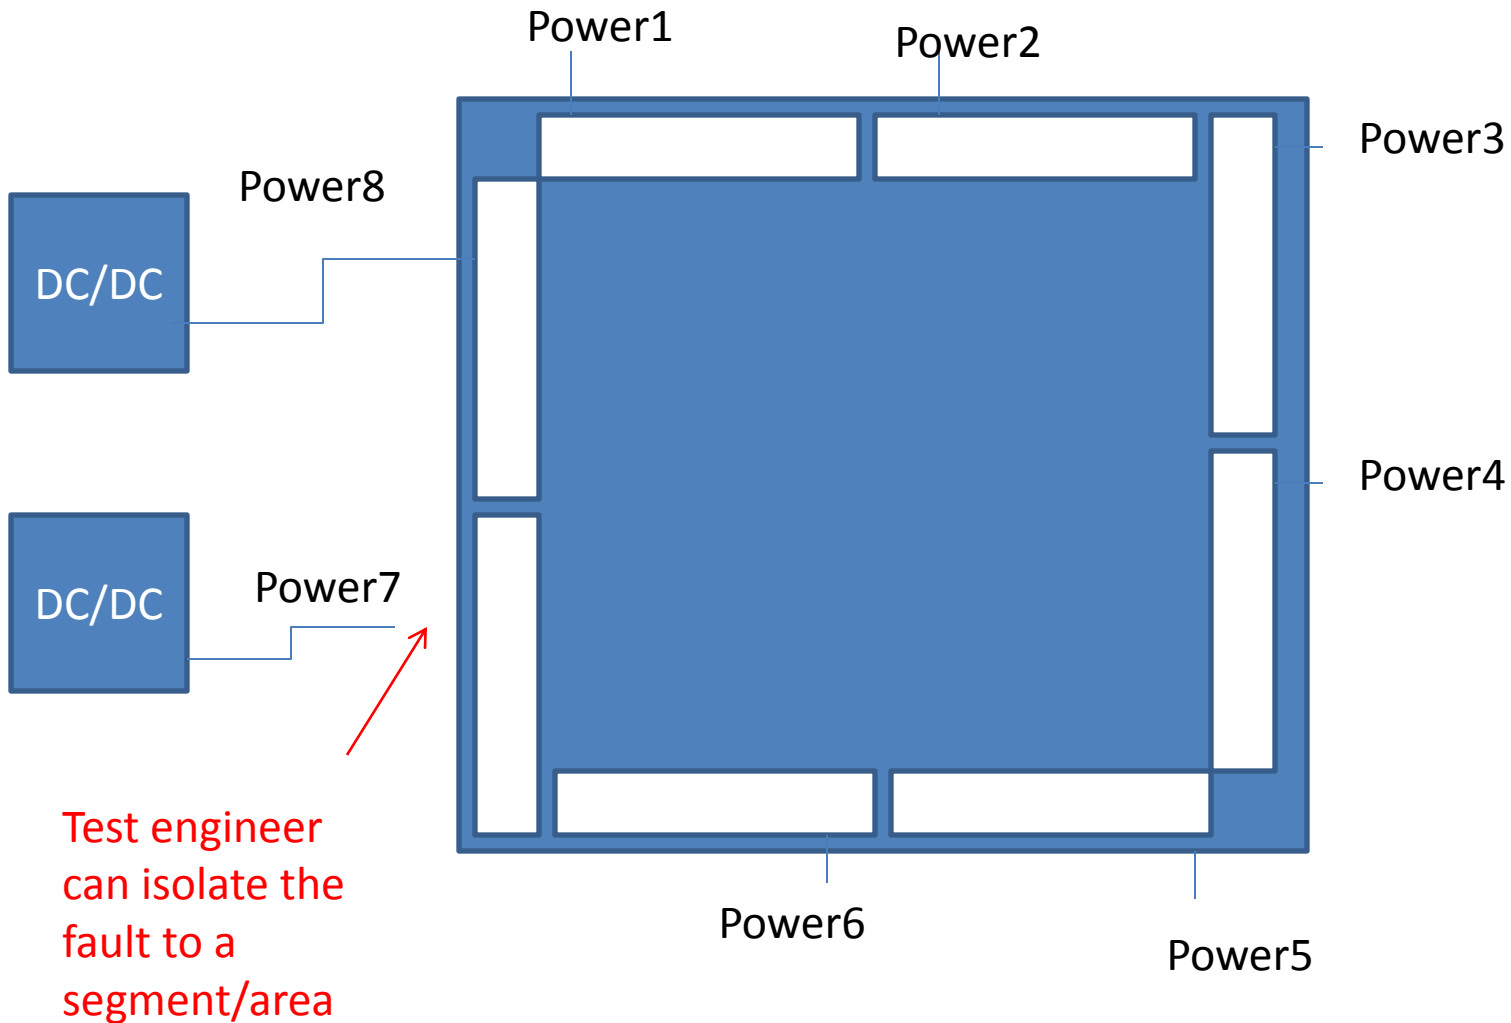 Power1
Power2
Power3
Power8
DC/DC
Power4
Power7
DC/DC
Test engineer
can isolate the
fault to a
segment/area
Power6
Power5